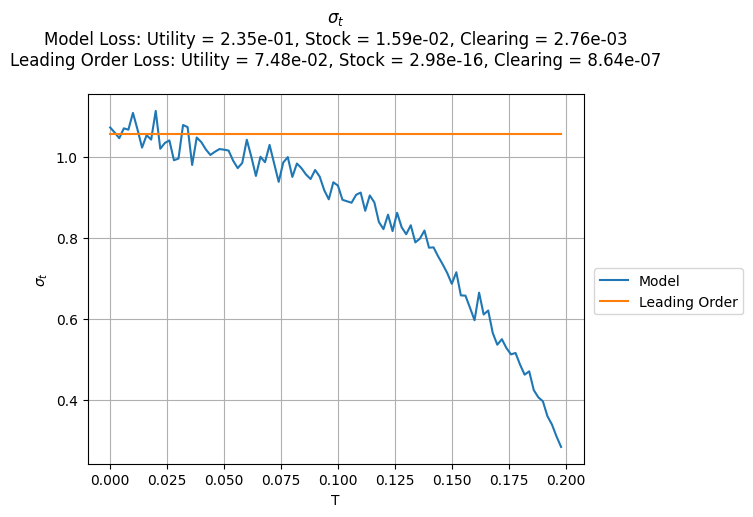 σt
Model Loss: Utility = 2.35e-01, Stock = 1.59e-02, Clearing = 2.76e-03
Leading Order Loss: Utility = 7.48e-02, Stock = 2.98e-16, Clearing = 8.64e-07
1.0
0.8
0.6
0.4
σt
0.000
0.025
0.050
0.075
0.100
0.125
0.150
0.175
0.200
T
Model
Leading Order